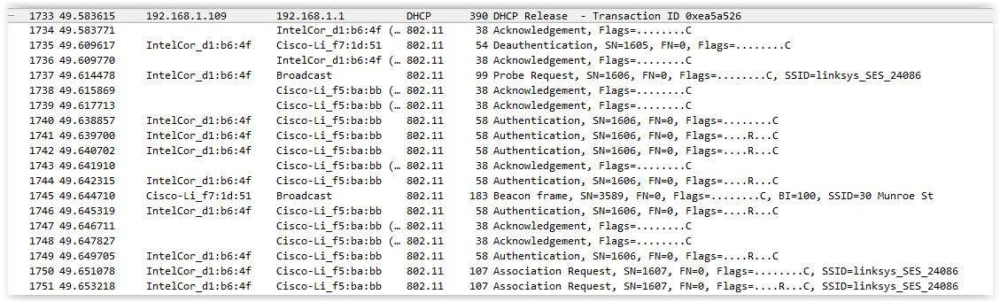 1733 49.583615 192.168.1.109 192.168.1.1 DHCP 390 DHCP Release - Transaction ID 0xea5a526
1734 49.583771 IntelCor_d1:b6:4f (… 802.11 38 Acknowledgement, Flags=........C
1735 49.609617 IntelCor_d1:b6:4f Cisco-Li_f7:1d:51 802.11 54 Deauthentication, SN=1605, FN=0, Flags=........C
1736 49.609770 IntelCor_d1:b6:4f (… 802.11 38 Acknowledgement, Flags=........C
1737 49.614478 IntelCor_d1:b6:4f Broadcast 802.11 99 Probe Request, SN=1606, FN=0, Flags=........C, SSID=linksys_SES_24086
1738 49.615869 Cisco-Li_f5:ba:bb (… 802.11 38 Acknowledgement, Flags=........C
1739 49.617713 Cisco-Li_f5:ba:bb (… 802.11 38 Acknowledgement, Flags=........C
1740 49.638857 IntelCor_d1:b6:4f Cisco-Li_f5:ba:bb 802.11 58 Authentication, SN=1606, FN=0, Flags=........C
1741 49.639700 IntelCor_d1:b6:4f Cisco-Li_f5:ba:bb 802.11 58 Authentication, SN=1606, FN=0, Flags=....R...C
1742 49.640702 IntelCor_d1:b6:4f Cisco-Li_f5:ba:bb 802.11 58 Authentication, SN=1606, FN=0, Flags=....R...C
1743 49.641910 Cisco-Li_f5:ba:bb (… 802.11 38 Acknowledgement, Flags=........C
1744 49.642315 IntelCor_d1:b6:4f Cisco-Li_f5:ba:bb 802.11 58 Authentication, SN=1606, FN=0, Flags=....R...C
1745 49.644710 Cisco-Li_f7:1d:51 Broadcast 802.11 183 Beacon frame, SN=3589, FN=0, Flags=........C, BI=100, SSID=30 Munroe St
1746 49.645319 IntelCor_d1:b6:4f Cisco-Li_f5:ba:bb 802.11 58 Authentication, SN=1606, FN=0, Flags=....R...C
1747 49.646711 Cisco-Li_f5:ba:bb (… 802.11 38 Acknowledgement, Flags=........C
1748 49.647827 Cisco-Li_f5:ba:bb (… 802.11 38 Acknowledgement, Flags=........C
1749 49.649705 IntelCor_d1:b6:4f Cisco-Li_f5:ba:bb 802.11 58 Authentication, SN=1606, FN=0, Flags=....R...C
1750 49.651078 IntelCor_d1:b6:4f Cisco-Li_f5:ba:bb 802.11 107 Association Request, SN=1607, FN=0, Flags=........C, SSID=linksys_SES_24086
1751 49.653218 IntelCor_d1:b6:4f Cisco-Li_f5:ba:bb 802.11 107 Association Request, SN=1607, FN=0, Flags=....R...C, SSID=linksys_SES_24086